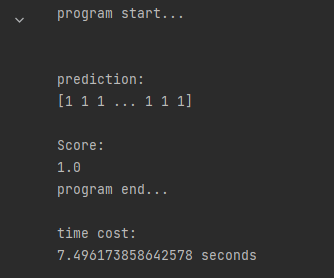 program start...
prediction:
[1 1 1 ... 1 1 1]
Score:
1.0
program end...
time cost:
7.496173858642578 seconds